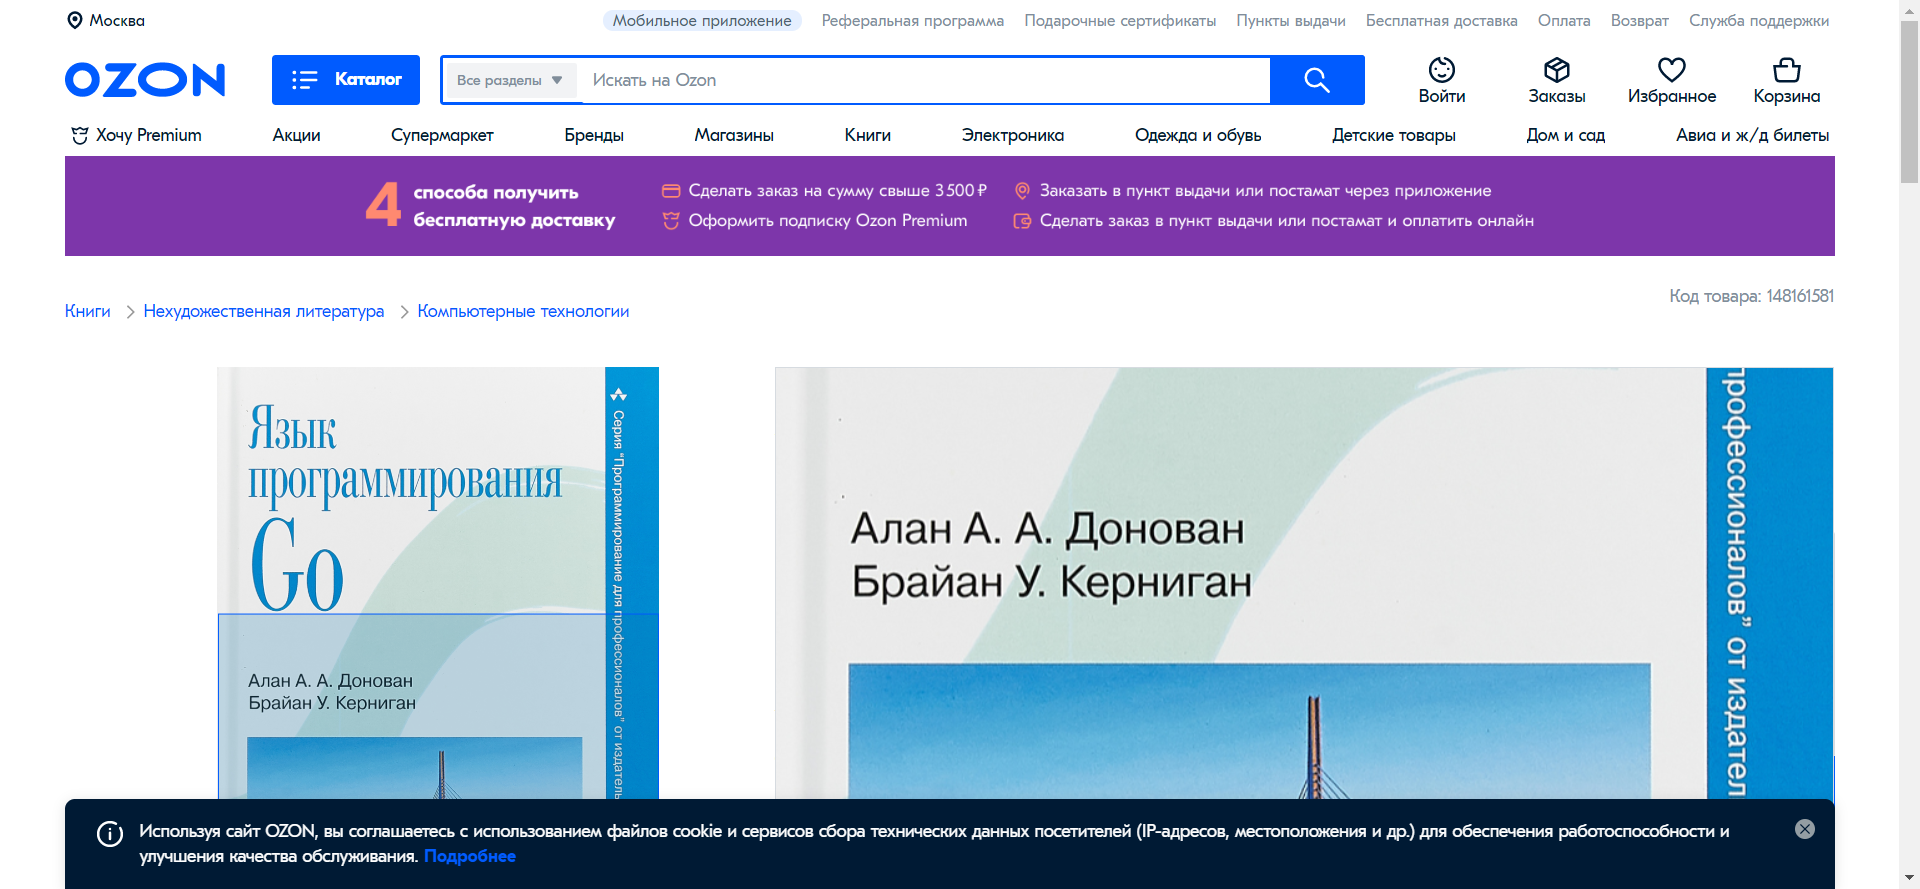 Москва
Мобильное приложение
Реферальная программа
Подарочные сертификаты
Пункты выдачи
Бесплатная доставка
Оплата
Возврат
Служба поддержки
OZON
Каталог
Все разделы
Искать на Ozon
Войти
Заказы
Избранное
Корзина
Хочу Premium
Акции
Супермаркет
Бренды
Магазины
Книги
Электроника
Одежда и обувь
Детские товары
Дом и сад
Авиа и ж/д билеты
4 способа получить
бесплатную доставку
Сделать заказ на сумму свыше 3 500 ₽
Оформить подписку Ozon Premium
Заказать в пункт выдачи или постамат через приложение
Сделать заказ в пункт выдачи или постамат и оплатить онлайн
Книги
Нехудожественная литература
Компьютерные технологии
Код товара: 148161581
Язык
программирования
Go
Алан А. А. Донован
Брайан У. Керниган
Серия "Программирование для профессионалов" от издатель
Алан А. А. Донован
Брайан У. Керниган
профессионалов" от издател
Используя сайт OZON, вы соглашаетесь с использованием файлов cookie и сервисов сбора технических данных посетителей (IP-адресов, местоположения и др.) для обеспечения работоспособности и
улучшения качества обслуживания. Подробнее